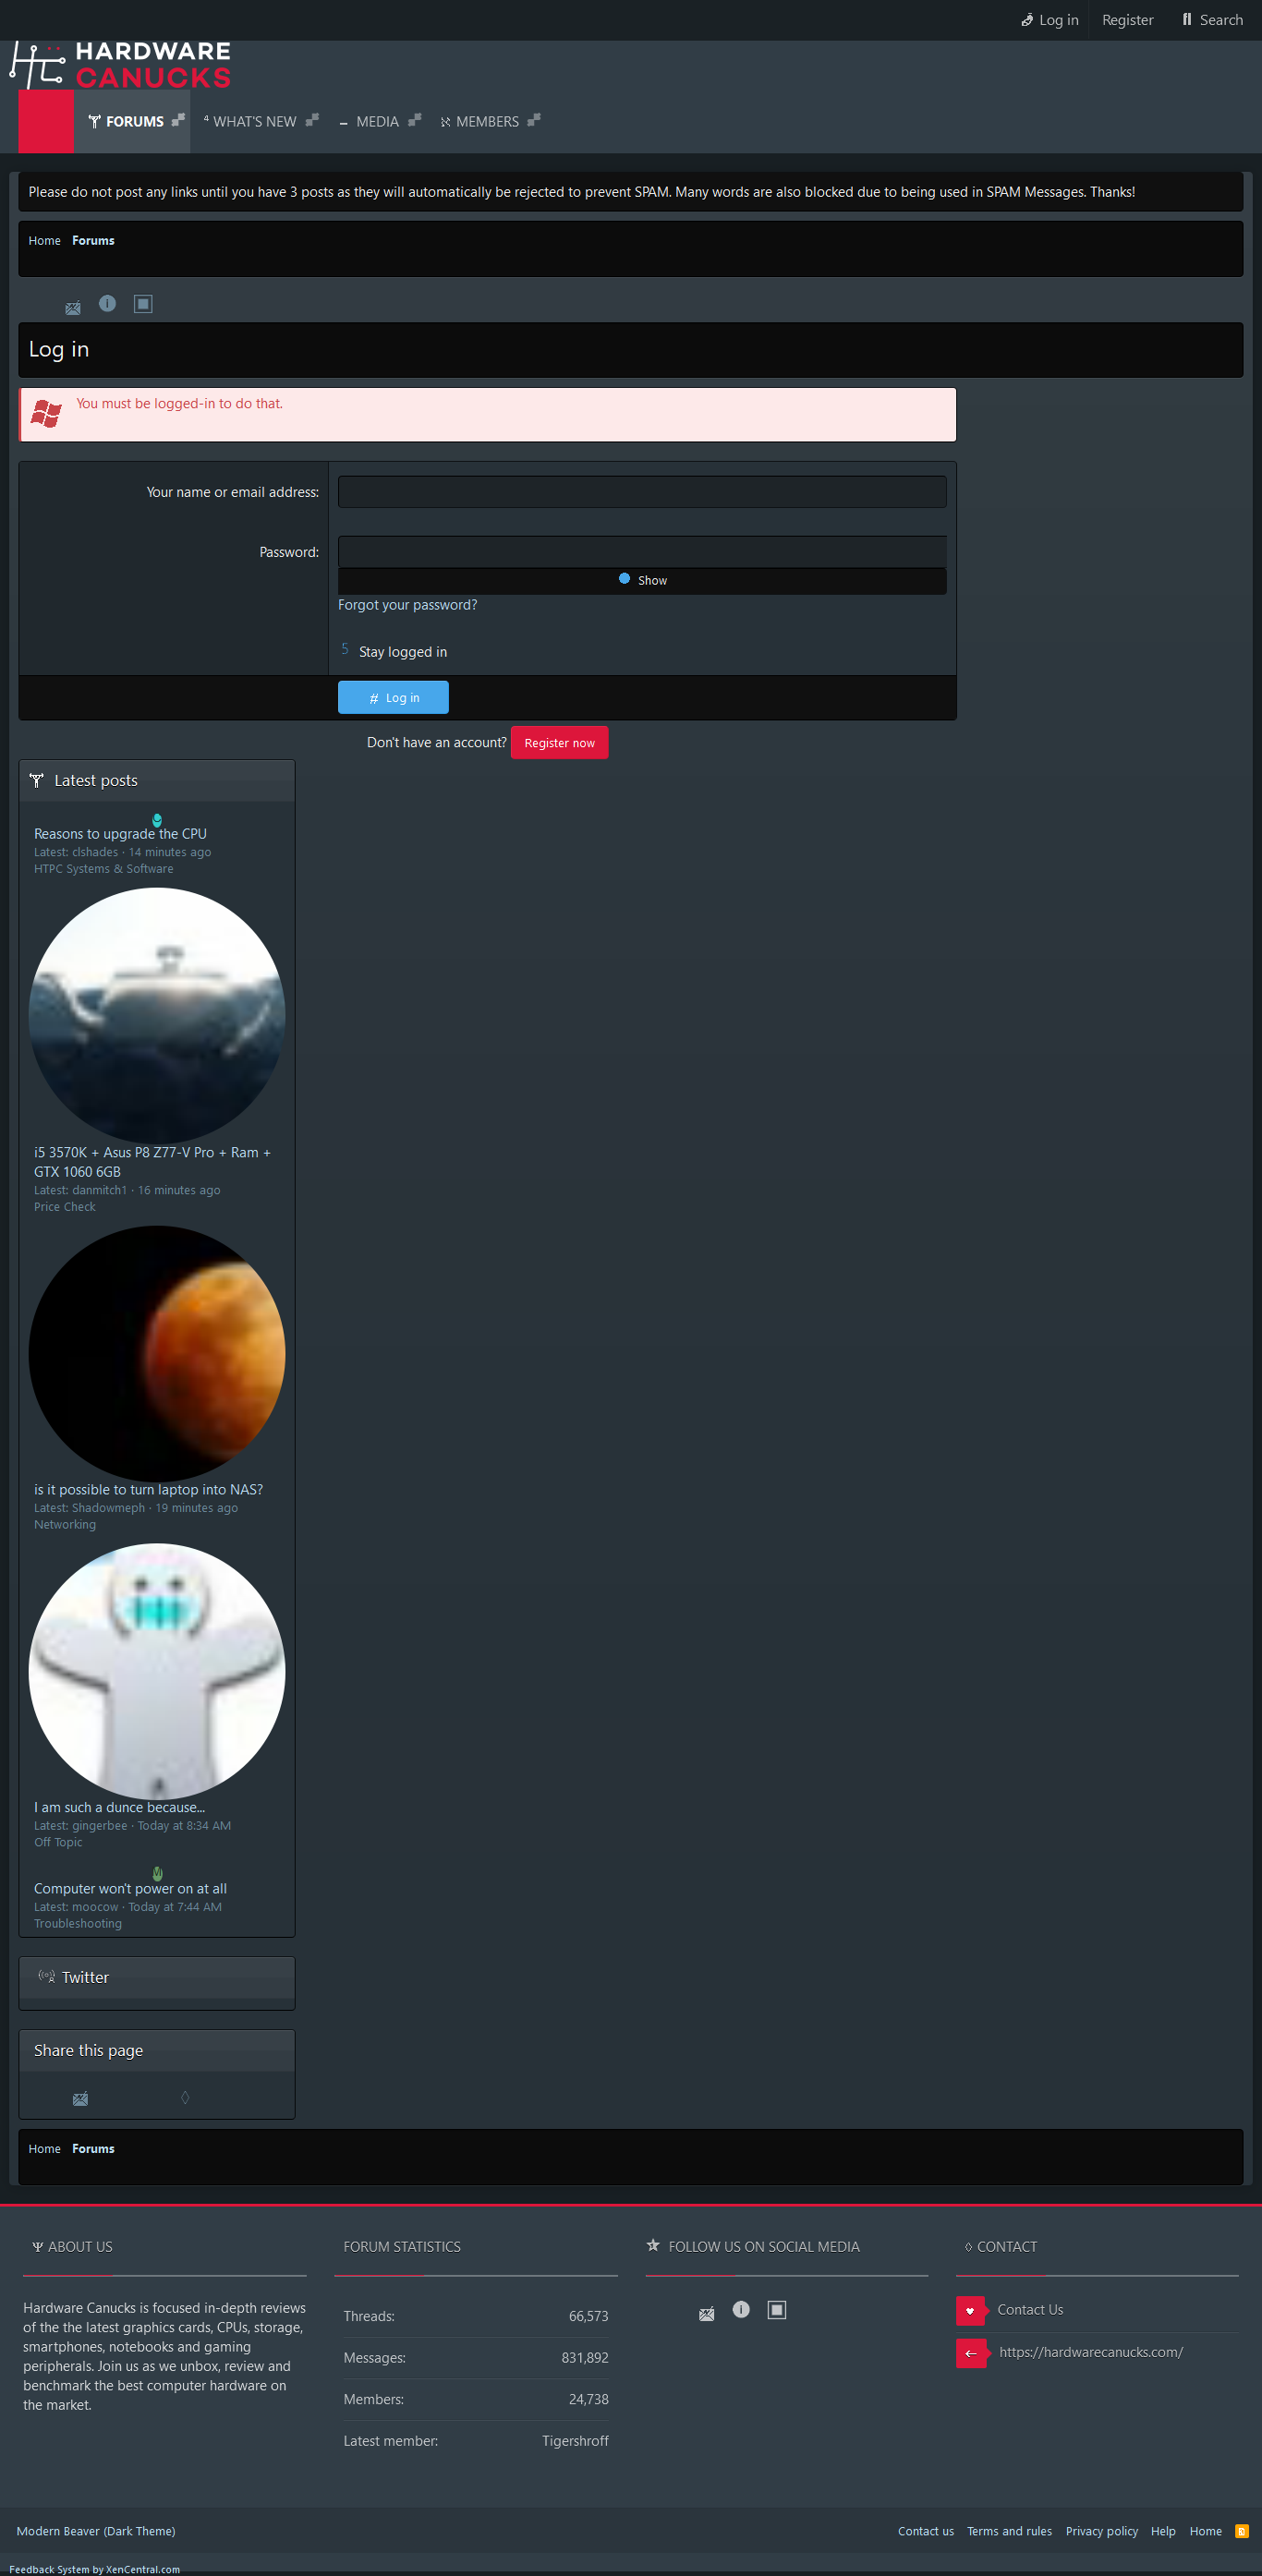 Log in
Register
Search
HARDWARE
CANUCKS
FORUMS
WHAT'S NEW
MEDIA
MEMBERS
Please do not post any links until you have 3 posts as they will automatically be rejected to prevent SPAM. Many words are also blocked due to being used in SPAM Messages. Thanks!
Home
Forums
Log in
You must be logged-in to do that.
Your name or email address:
Password:
Show
Forgot your password?
Stay logged in
# Log in
Don't have an account? Register now
Latest posts
Reasons to upgrade the CPU
Latest: clshades · 14 minutes ago
HTPC Systems & Software
i5 3570K + Asus P8 Z77-V Pro + Ram +
GTX 1060 6GB
Latest: danmitch1 · 16 minutes ago
Price Check
is it possible to turn laptop into NAS?
Latest: Shadowmeph · 19 minutes ago
Networking
I am such a dunce because...
Latest: gingerbee · Today at 8:34 AM
Off Topic
Computer won't power on at all
Latest: moocow · Today at 7:44 AM
Troubleshooting
Twitter
Share this page
Home
Forums
ABOUT US
Hardware Canucks is focused in-depth reviews
of the the latest graphics cards, CPUs, storage,
smartphones, notebooks and gaming
peripherals. Join us as we unbox, review and
benchmark the best computer hardware on
the market.
FORUM STATISTICS
Threads: 66,573
Messages: 831,892
Members: 24,738
Latest member: Tigershroff
FOLLOW US ON SOCIAL MEDIA
CONTACT
Contact Us
https://hardwarecanucks.com/
Modern Beaver (Dark Theme)
Contact us
Terms and rules
Privacy policy
Help
Home
Feedback System by XenCentral.com